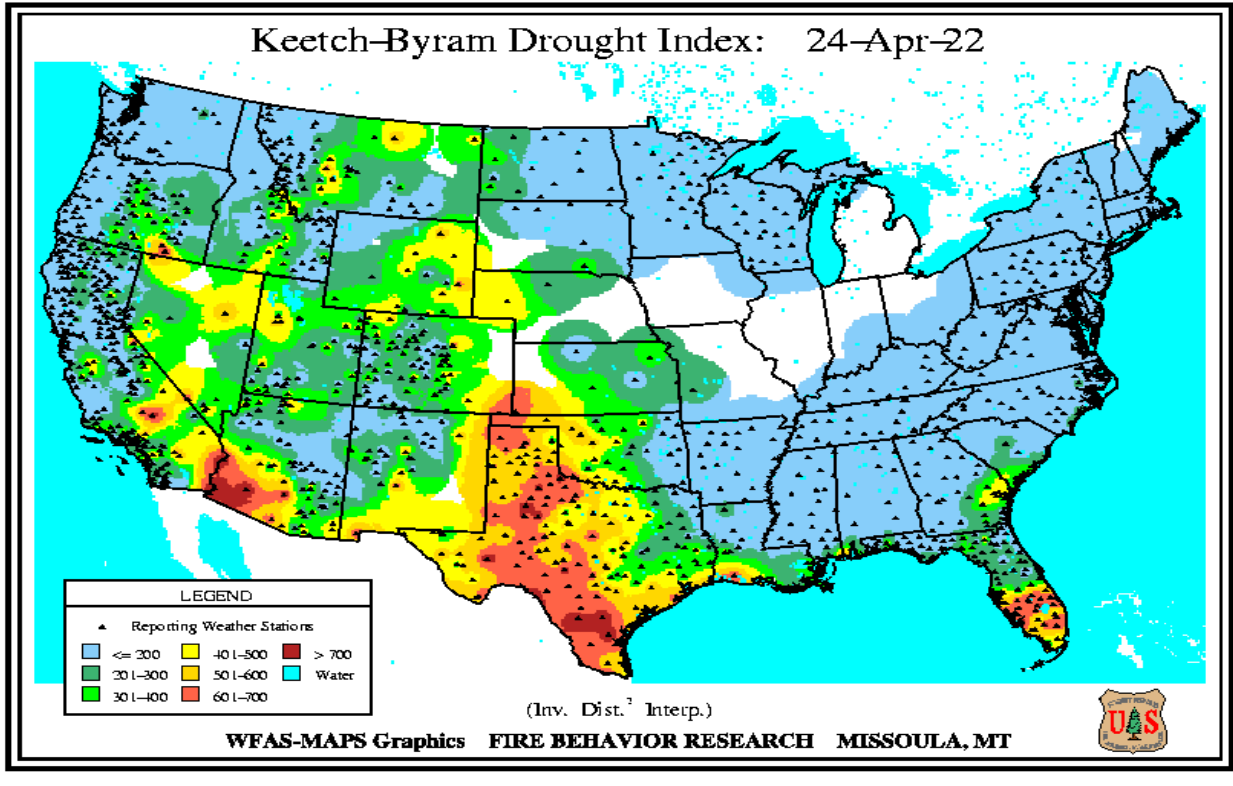 Keetch-Byram Drought Index: 24-Apr-22
LEGEND
Reporting Weather Stations
<= 200
201-300
301-400
401-500
501-600
601-700
> 700
Water
(Inv. Dist.² Interp.)
WFAS-MAPS Graphics FIRE BEHAVIOR RESEARCH MISSOULA, MT
U S